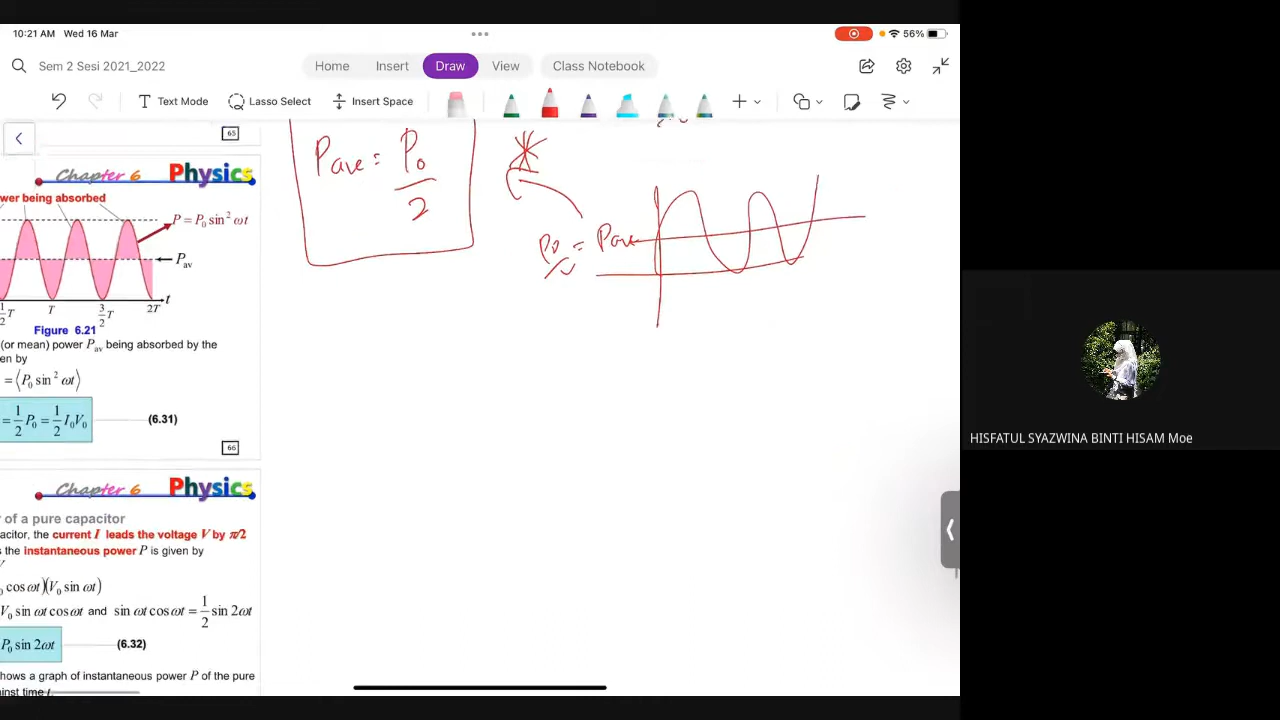 10:21 AM Wed 16 Mar
56%
Sem 2 Sesi 2021_2022
Home Insert Draw View Class Notebook
Text Mode Lasso Select Insert Space
65
Chapter 6 Physics
wer being absorbed
P = P₀ sin² ωt
P_av
½T T 3/2 T 2T t
Figure 6.21
(or mean) power P_av being absorbed by the
en by
= ⟨P₀ sin² ωt⟩
= 1/2 P₀ = 1/2 I₀V₀ (6.31)
66
Chapter 6 Physics
r of a pure capacitor
acitor, the current I leads the voltage V by π/2
s the instantaneous power P is given by
V
₀ cos ωt)(V₀ sin ωt)
V₀ sin ωt cos ωt and sin ωt cos ωt = 1/2 sin 2ωt
P₀ sin 2ωt (6.32)
hows a graph of instantaneous power P of the pure
inst time t.
Pave = P₀/2
= Pave
HISFATUL SYAZWINA BINTI HISAM Moe